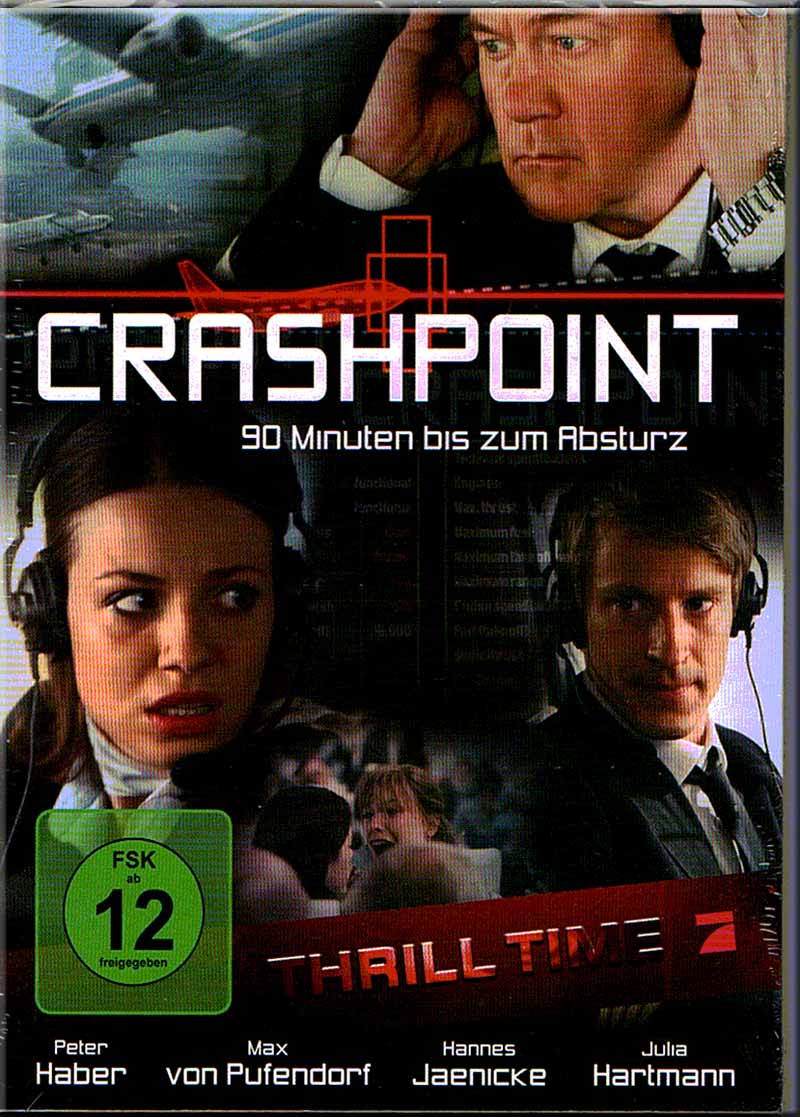 CRASHPOINT
90 Minuten bis zum Absturz
FSK
ab
12
freigegeben
THRILL TIME
Peter
Haber
Max
von Pufendorf
Hannes
Jaenicke
Julia
Hartmann